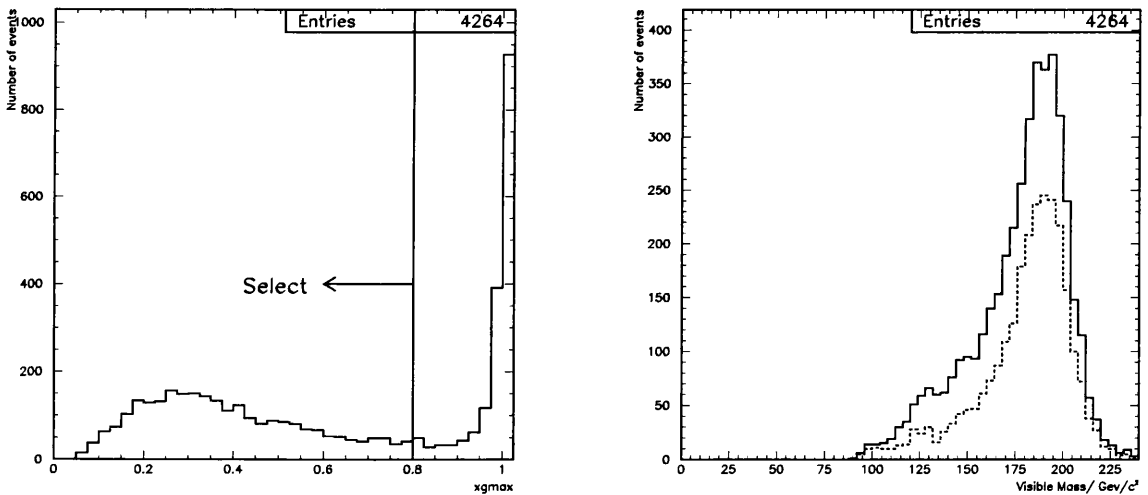 Number of events
1000
800
600
400
200
0
Entries 4264
Select
0 0.2 0.4 0.6 0.8 1
xgmax
Number of events
400
350
300
250
200
150
100
50
0
Entries 4264
0 25 50 75 100 125 150 175 200 225
Visible Mass/ Gev/c²